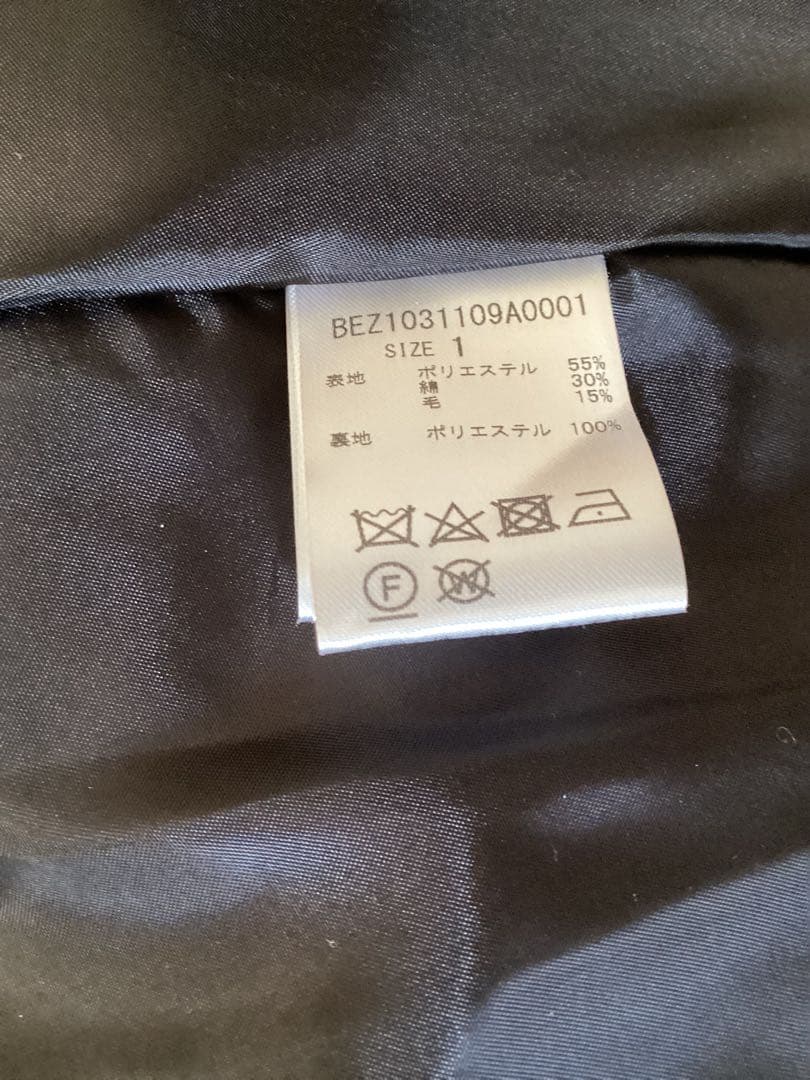 BEZ1031109A0001
SIZE 1
表地 ポリエステル 55%
綿 30%
毛 15%
裏地 ポリエステル 100%
F
W